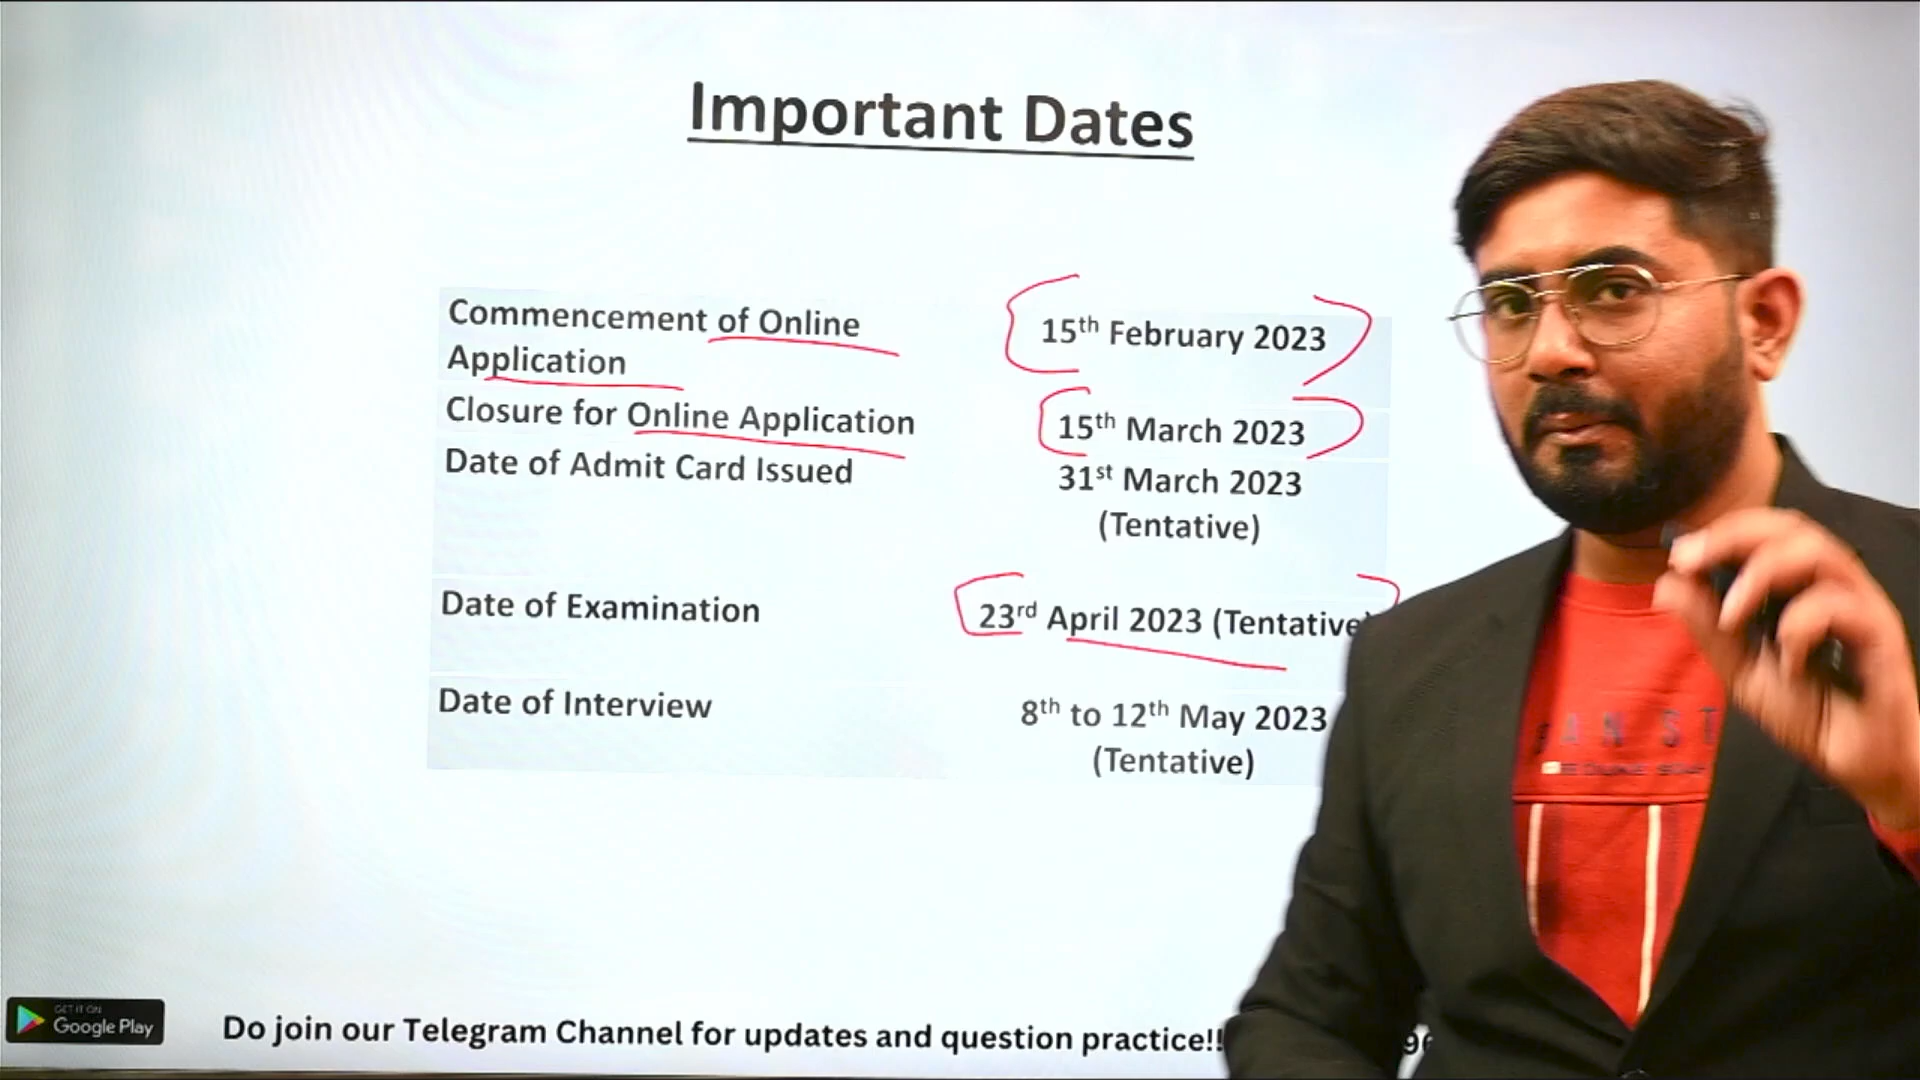 Important Dates
Commencement of Online
Application
15th February 2023
Closure for Online Application
15th March 2023
Date of Admit Card Issued
31st March 2023
(Tentative)
Date of Examination
23rd April 2023 (Tentative
Date of Interview
8th to 12th May 2023
(Tentative)
GET IT ON
Google Play
Do join our Telegram Channel for updates and question practice!!